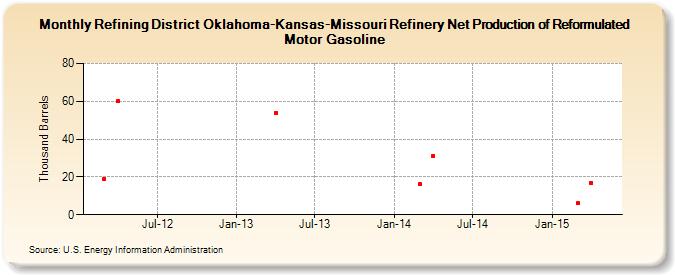 Monthly Refining District Oklahoma-Kansas-Missouri Refinery Net Production of Reformulated
Motor Gasoline
Thousand Barrels
80
60
40
20
0
Jul-12 Jan-13 Jul-13 Jan-14 Jul-14 Jan-15
Source: U.S. Energy Information Administration